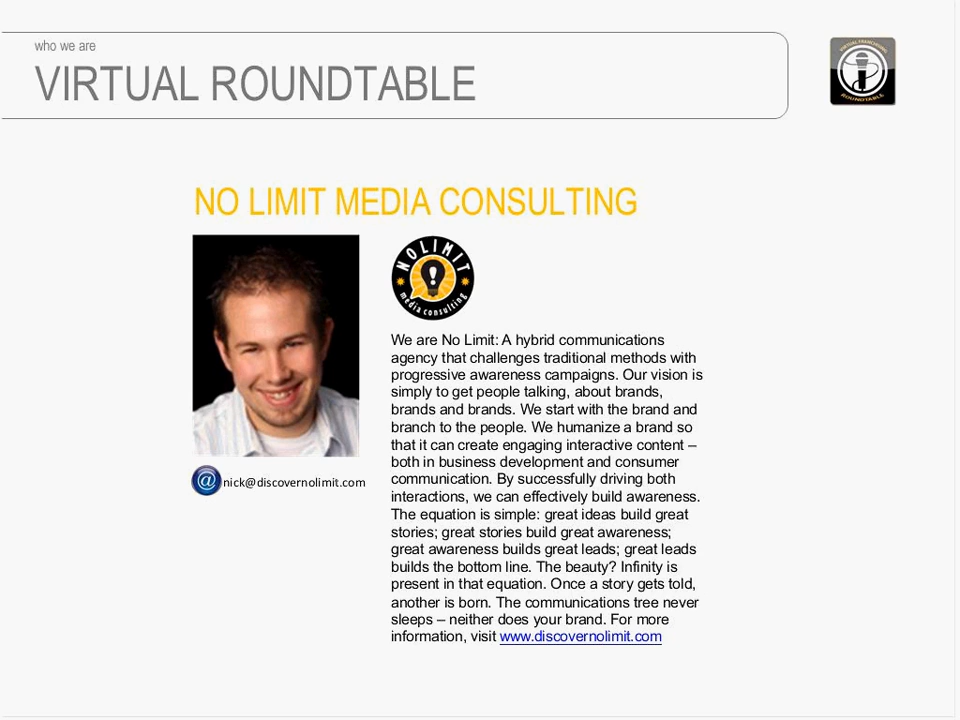 who we are
VIRTUAL ROUNDTABLE
VIRTUAL FRANCHISING
ROUNDTABLE
NO LIMIT MEDIA CONSULTING
NO LIMIT
media consulting
We are No Limit: A hybrid communications
agency that challenges traditional methods with
progressive awareness campaigns. Our vision is
simply to get people talking, about brands,
brands and brands. We start with the brand and
branch to the people. We humanize a brand so
that it can create engaging interactive content –
both in business development and consumer
communication. By successfully driving both
interactions, we can effectively build awareness.
The equation is simple: great ideas build great
stories; great stories build great awareness;
great awareness builds great leads; great leads
builds the bottom line. The beauty? Infinity is
present in that equation. Once a story gets told,
another is born. The communications tree never
sleeps – neither does your brand. For more
information, visit www.discovernolimit.com
@ nick@discovernolimit.com